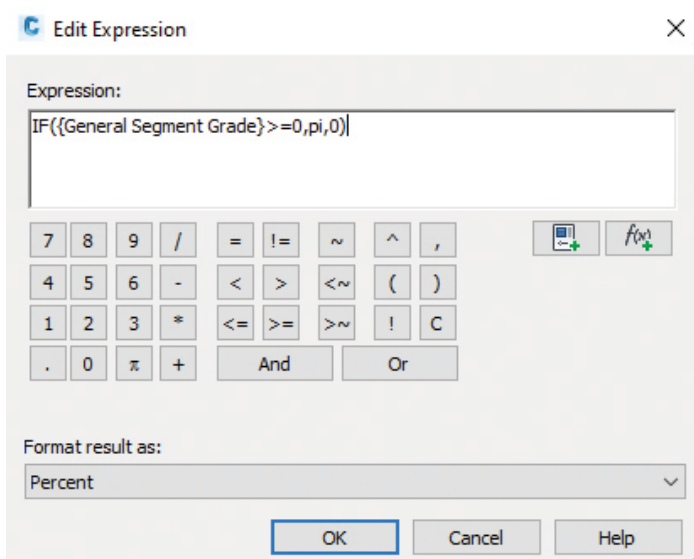 Edit Expression
Expression:
IF({General Segment Grade}>=0,pi,0)
7 8 9 / = != ~ ^ , f(x)
4 5 6 - < > <~ ( )
1 2 3 * <= >= >~ ! C
. 0 π + And Or
Format result as:
Percent
OK Cancel Help